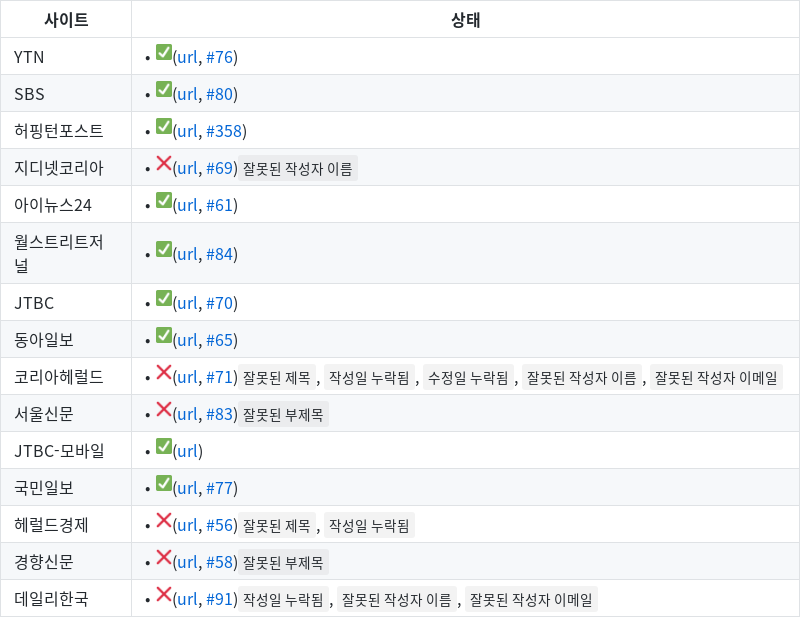 사이트 상태
YTN • ✅(url, #76)
SBS • ✅(url, #80)
허핑턴포스트 • ✅(url, #358)
지디넷코리아 • ❌(url, #69) 잘못된 작성자 이름
아이뉴스24 • ✅(url, #61)
월스트리트저
널 • ✅(url, #84)
JTBC • ✅(url, #70)
동아일보 • ✅(url, #65)
코리아헤럴드 • ❌(url, #71) 잘못된 제목 , 작성일 누락됨 , 수정일 누락됨 , 잘못된 작성자 이름 , 잘못된 작성자 이메일
서울신문 • ❌(url, #83) 잘못된 부제목
JTBC-모바일 • ✅(url)
국민일보 • ✅(url, #77)
헤럴드경제 • ❌(url, #56) 잘못된 제목 , 작성일 누락됨
경향신문 • ❌(url, #58) 잘못된 부제목
데일리한국 • ❌(url, #91) 작성일 누락됨 , 잘못된 작성자 이름 , 잘못된 작성자 이메일